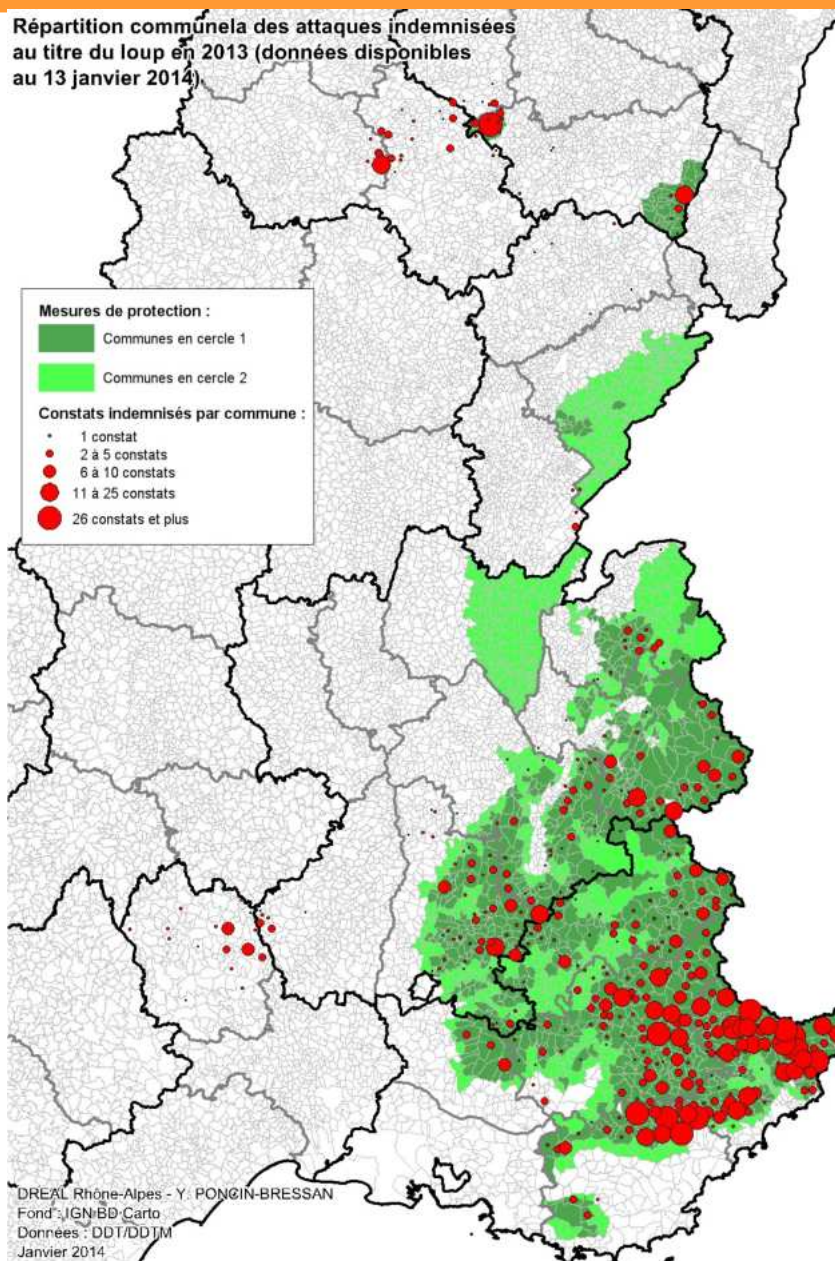 Répartition communela des attaques indemnisées
au titre du loup en 2013 (données disponibles
au 13 janvier 2014)
Mesures de protection :
Communes en cercle 1
Communes en cercle 2
Constats indemnisés par commune :
1 constat
2 à 5 constats
6 à 10 constats
11 à 25 constats
26 constats et plus
DREAL Rhône-Alpes - Y. PONCIN-BRESSAN
Fond : IGN BD Carto
Données : DDT/DDTM
Janvier 2014